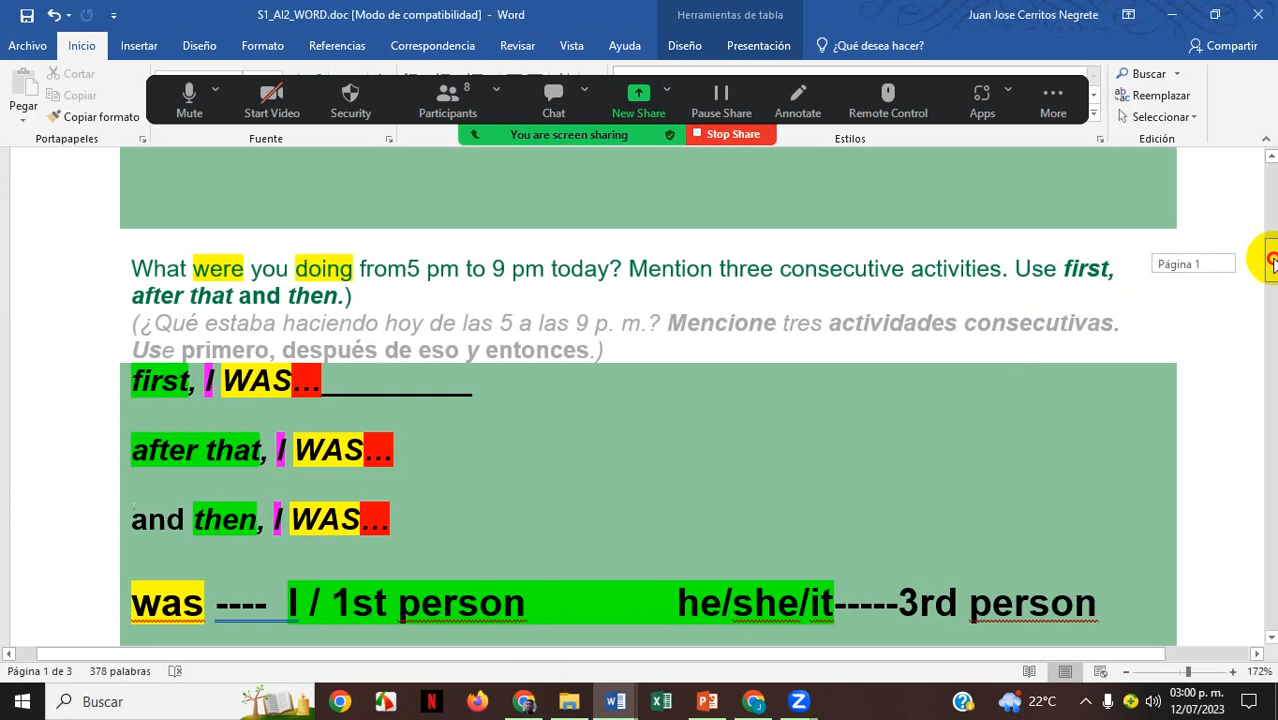 S1_AI2_WORD.doc [Modo de compatibilidad] - Word
Herramientas de tabla
Juan Jose Cerritos Negrete
Archivo Inicio Insertar Diseño Formato Referencias Correspondencia Revisar Vista Ayuda Diseño Presentación ¿Qué desea hacer? Compartir
Pegar
Cortar
Copiar
Copiar formato
Mute Start Video Security Participants 8 Chat New Share Pause Share Annotate Remote Control Apps More
You are screen sharing Stop Share
Buscar
Reemplazar
Seleccionar
Portapapeles Fuente Estilos Edición
What were you doing from5 pm to 9 pm today? Mention three consecutive activities. Use first,
after that and then.)
(¿Qué estaba haciendo hoy de las 5 a las 9 p. m.? Mencione tres actividades consecutivas.
Use primero, después de eso y entonces.)
Página 1
first, I WAS...__________
after that, I WAS...
and then, I WAS...
was ---- I / 1st person he/she/it-----3rd person
Página 1 de 3 378 palabras 172%
Buscar 22°C 03:00 p. m.
12/07/2023